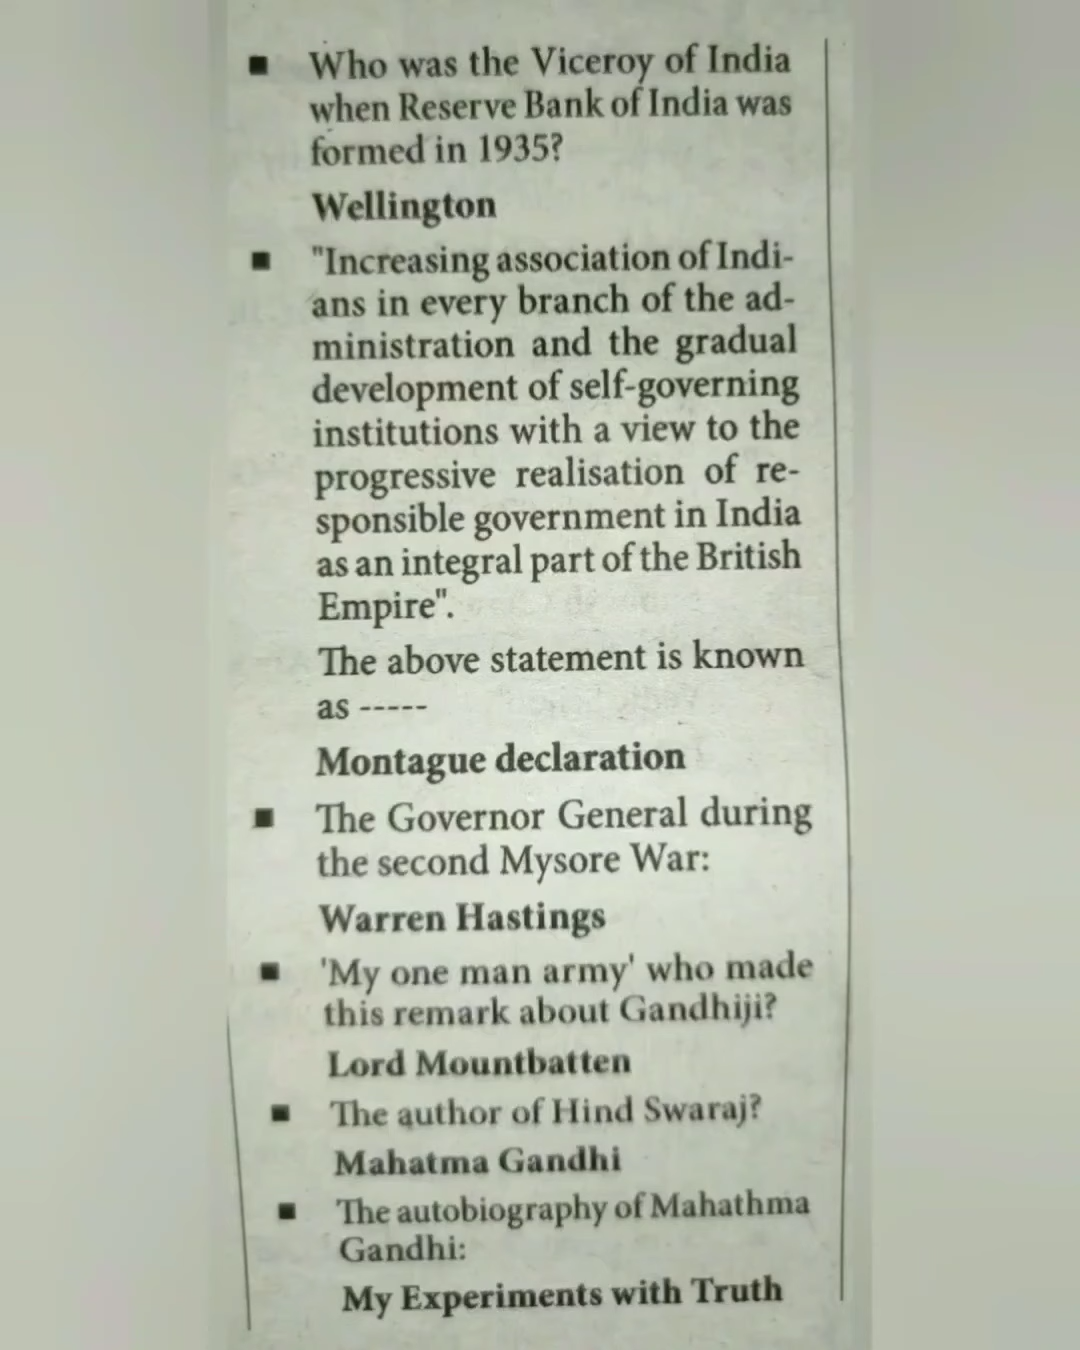 ▪ Who was the Viceroy of India
when Reserve Bank of India was
formed in 1935?
Wellington
▪ "Increasing association of Indi-
ans in every branch of the ad-
ministration and the gradual
development of self-governing
institutions with a view to the
progressive realisation of re-
sponsible government in India
as an integral part of the British
Empire".
The above statement is known
as -----
Montague declaration
▪ The Governor General during
the second Mysore War:
Warren Hastings
▪ 'My one man army' who made
this remark about Gandhiji?
Lord Mountbatten
▪ The author of Hind Swaraj?
Mahatma Gandhi
▪ The autobiography of Mahathma
Gandhi:
My Experiments with Truth